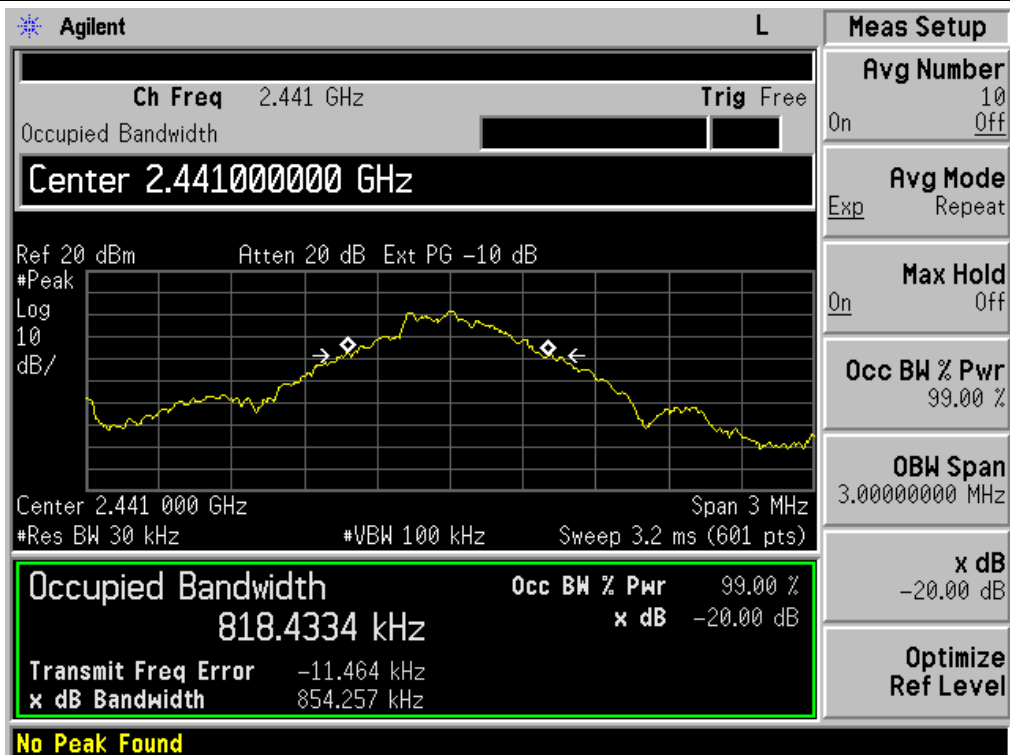 Agilent L
Ch Freq 2.441 GHz Trig Free
Occupied Bandwidth
Center 2.441000000 GHz
Ref 20 dBm Atten 20 dB Ext PG -10 dB
#Peak
Log
10
dB/
Center 2.441 000 GHz Span 3 MHz
#Res BW 30 kHz #VBW 100 kHz Sweep 3.2 ms (601 pts)
Occupied Bandwidth Occ BW % Pwr 99.00 %
818.4334 kHz x dB -20.00 dB
Transmit Freq Error -11.464 kHz
x dB Bandwidth 854.257 kHz
No Peak Found
Meas Setup
Avg Number
10
On Off
Avg Mode
Exp Repeat
Max Hold
On Off
Occ BW % Pwr
99.00 %
OBW Span
3.00000000 MHz
x dB
-20.00 dB
Optimize
Ref Level